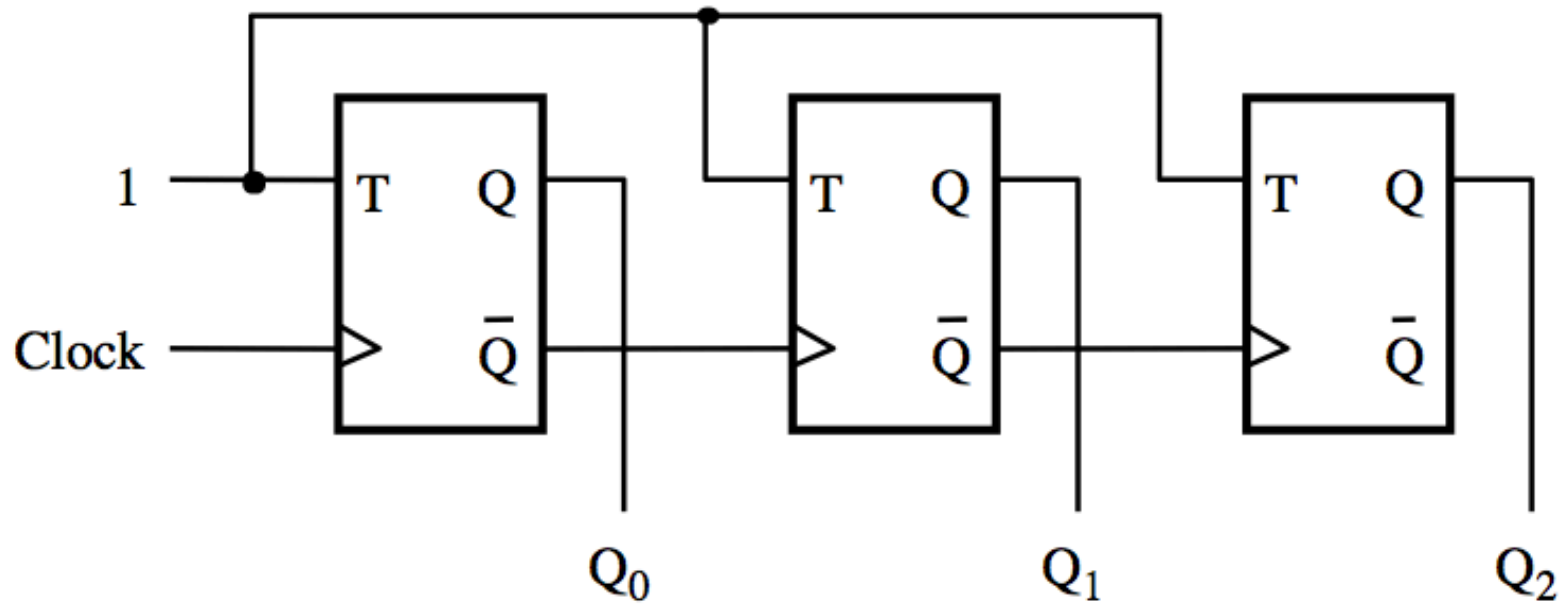 1 T Q T Q T Q
Clock Q̅ Q̅ Q̅
Q₀ Q₁ Q₂